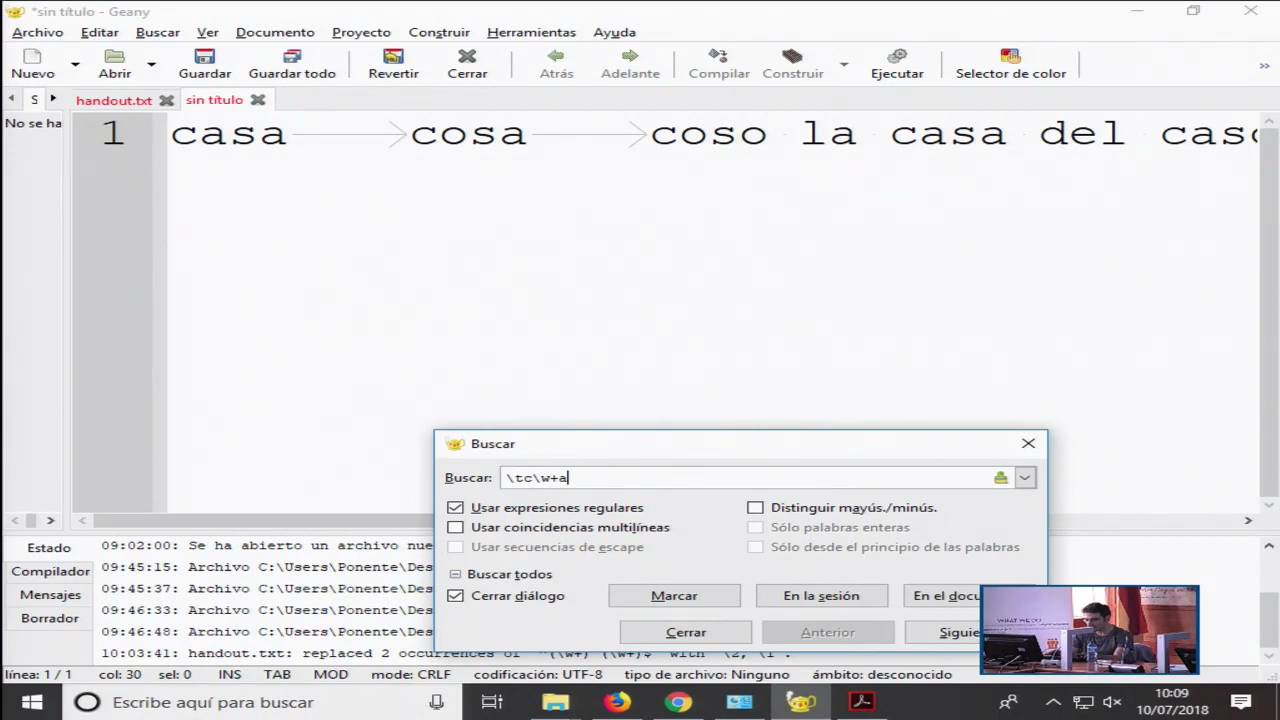 *sin título - Geany
Archivo Editar Buscar Ver Documento Proyecto Construir Herramientas Ayuda
Nuevo Abrir Guardar Guardar todo Revertir Cerrar Atrás Adelante Compilar Construir Ejecutar Selector de color
S handout.txt sin título
No se ha
1 casa cosa coso la casa del caso
Buscar
Buscar: \tc\w+a
Usar expresiones regulares Distinguir mayús./minús.
Usar coincidencias multilíneas Sólo palabras enteras
Usar secuencias de escape Sólo desde el principio de las palabras
Buscar todos
Cerrar diálogo Marcar En la sesión En el docu
Cerrar Anterior Siguie
Estado
Compilador
Mensajes
Borrador
09:02:00: Se ha abierto un archivo nue
09:45:15: Archivo C:\Users\Ponente\Des
09:45:37: Archivo C:\Users\Ponente\Des
09:46:33: Archivo C:\Users\Ponente\Des
09:46:48: Archivo C:\Users\Ponente\Des
10:03:41: handout.txt: replaced 2 occurrences of "(\w+) (\w+)$" with "\2, \1".
WHAT WE DO
línea: 1 / 1 col: 30 sel: 0 INS TAB MOD mode: CRLF codificación: UTF-8 tipo de archivo: Ninguno ámbito: desconocido
Escribe aquí para buscar
10:09
10/07/2018